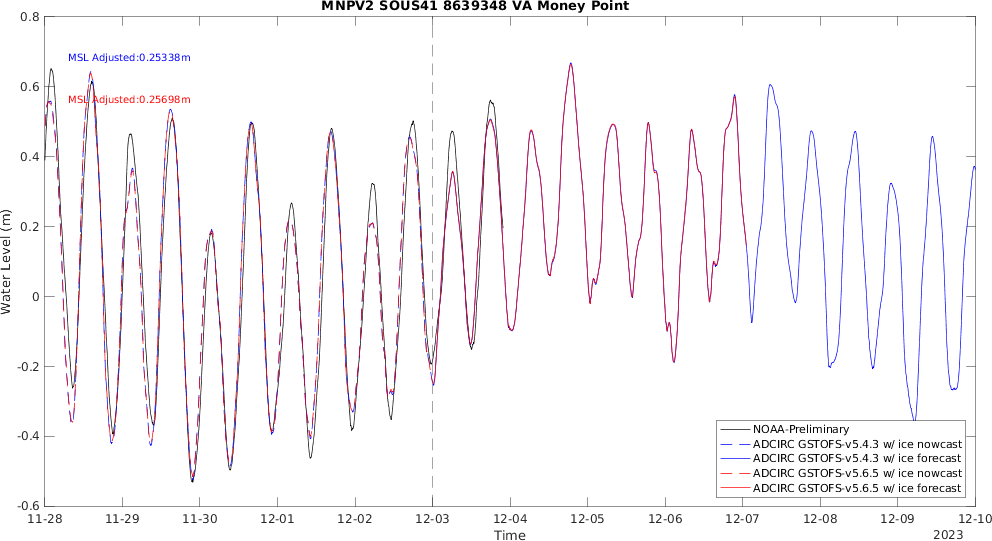 MNPV2 SOUS41 8639348 VA Money Point
0.8
0.6
0.4
0.2
0
-0.2
-0.4
-0.6
Water Level (m)
MSL Adjusted:0.25338m
MSL Adjusted:0.25698m
NOAA-Preliminary
ADCIRC GSTOFS-v5.4.3 w/ ice nowcast
ADCIRC GSTOFS-v5.4.3 w/ ice forecast
ADCIRC GSTOFS-v5.6.5 w/ ice nowcast
ADCIRC GSTOFS-v5.6.5 w/ ice forecast
11-28 11-29 11-30 12-01 12-02 12-03 12-04 12-05 12-06 12-07 12-08 12-09 12-10
Time
2023